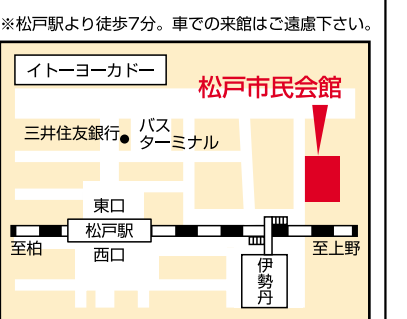 ※松戸駅より徒歩7分。車での来館はご遠慮下さい。
イトーヨーカドー
松戸市民会館
三井住友銀行
バス
ターミナル
東口
松戸駅
西口
至柏
至上野
伊勢丹